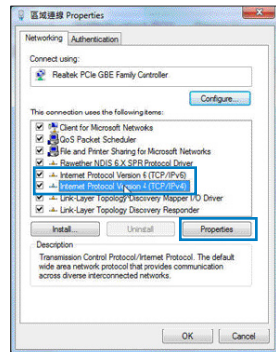 區域連線 Properties
Networking Authentication
Connect using:
Realtek PCIe GBE Family Controller
Configure...
This connection uses the following items:
Client for Microsoft Networks
QoS Packet Scheduler
File and Printer Sharing for Microsoft Networks
Rawether NDIS 6.X SPR Protocol Driver
Internet Protocol Version 6 (TCP/IPv6)
Internet Protocol Version 4 (TCP/IPv4)
Link-Layer Topology Discovery Mapper I/O Driver
Link-Layer Topology Discovery Responder
Install... Uninstall Properties
Description
Transmission Control Protocol/Internet Protocol. The default
wide area network protocol that provides communication
across diverse interconnected networks.
OK Cancel